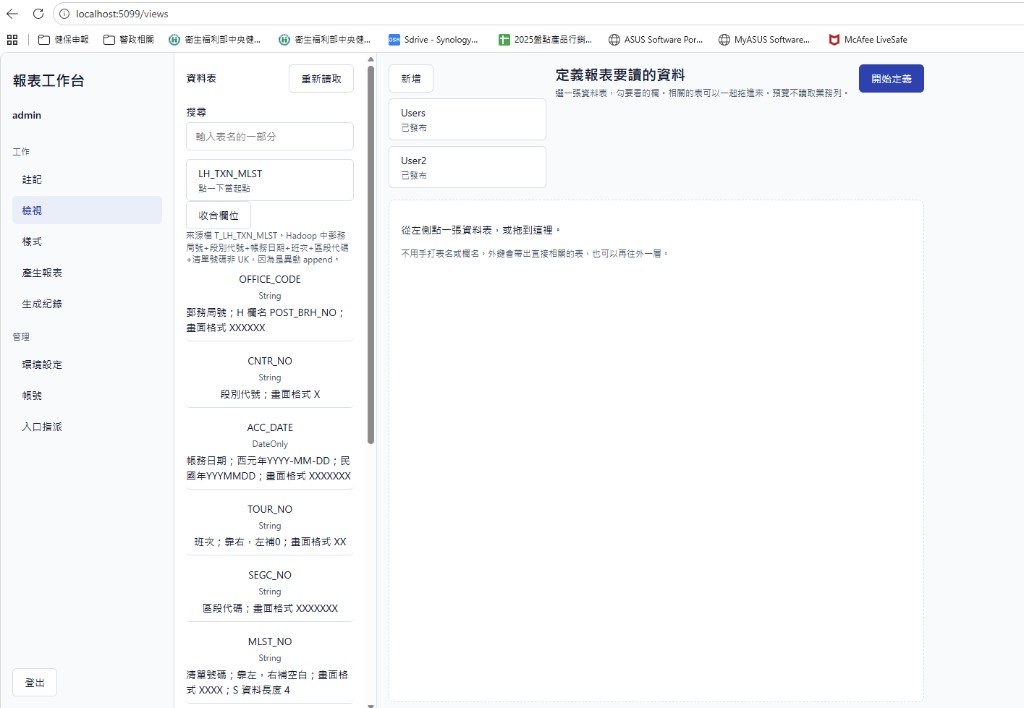 localhost:5099/views
健保申報
警政相關
衛生福利部中央健...
衛生福利部中央健...
Sdrive - Synology...
2025盤點產品行銷...
ASUS Software Por...
MyASUS Software...
McAfee LiveSafe
報表工作台
admin
工作
註記
檢視
樣式
產生報表
生成紀錄
管理
環境設定
帳號
入口指派
登出
資料表
重新讀取
搜尋
輸入表名的一部分
LH_TXN_MLST
點一下當起點
收合欄位
來源檔 T_LH_TXN_MLST，Hadoop 中郵務
局號+段別代號+帳務日期+班次+區段代碼
+清單號碼非 UK，因為是異動 append。
OFFICE_CODE
String
郵務局號；H 欄名 POST_BRH_NO；
畫面格式 XXXXXX
CNTR_NO
String
段別代號；畫面格式 X
ACC_DATE
DateOnly
帳務日期；西元年YYYY-MM-DD；民
國年YYYMMDD；畫面格式 XXXXXXX
TOUR_NO
String
班次；靠右，左補0；畫面格式 XX
SEGC_NO
String
區段代碼；畫面格式 XXXXXXX
MLST_NO
String
清單號碼；靠左，右補空白；畫面格
式 XXXX；S 資料長度 4
新增
Users
已發布
User2
已發布
定義報表要讀的資料
選一張資料表，勾要看的欄。相關的表可以一起拖進來。預覽不讀取業務列。
開始定義
從左側點一張資料表，或拖到這裡。
不用手打表名或欄名。外鍵會帶出直接相關的表，也可以再往外一層。